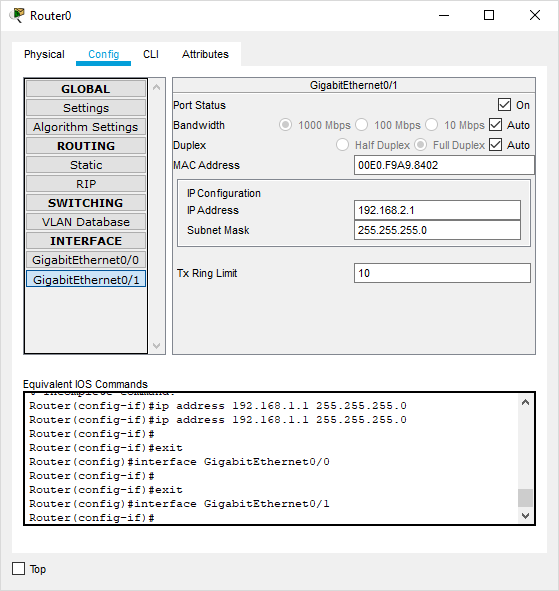 Router0
Physical Config CLI Attributes
GLOBAL
Settings
Algorithm Settings
ROUTING
Static
RIP
SWITCHING
VLAN Database
INTERFACE
GigabitEthernet0/0
GigabitEthernet0/1
GigabitEthernet0/1
Port Status On
Bandwidth 1000 Mbps 100 Mbps 10 Mbps Auto
Duplex Half Duplex Full Duplex Auto
MAC Address 00E0.F9A9.8402
IP Configuration
IP Address 192.168.2.1
Subnet Mask 255.255.255.0
Tx Ring Limit 10
Equivalent IOS Commands
% Incomplete command.
Router(config-if)#ip address 192.168.1.1 255.255.255.0
Router(config-if)#ip address 192.168.1.1 255.255.255.0
Router(config-if)#
Router(config-if)#exit
Router(config)#interface GigabitEthernet0/0
Router(config-if)#
Router(config-if)#exit
Router(config)#interface GigabitEthernet0/1
Router(config-if)#
Top